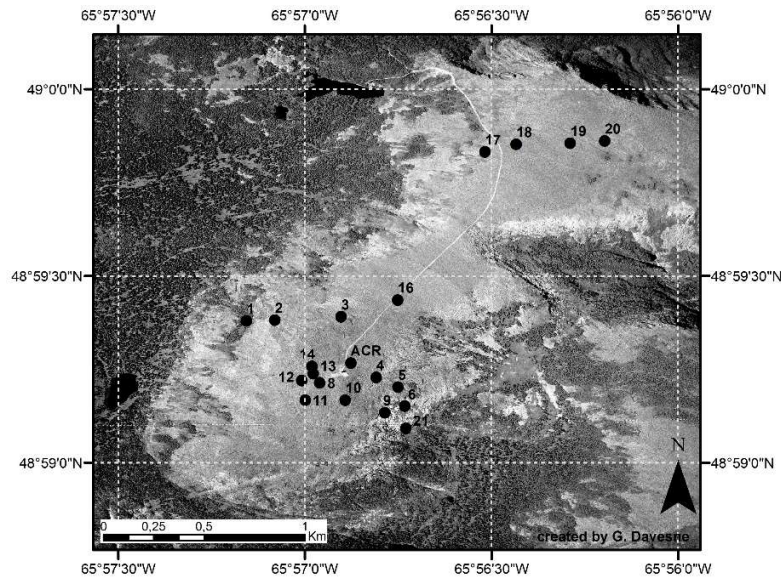 65°57'30"W 65°57'0"W 65°56'30"W 65°56'0"W
49°0'0"N 49°0'0"N
17 18 19 20
48°59'30"N 48°59'30"N
16
1 2 3
14 13 ACR
12 8 10 4 5
11 9 6
21
48°59'0"N 48°59'0"N
N
0 0,25 0,5 1
Km
created by G. Davesne
65°57'30"W 65°57'0"W 65°56'30"W 65°56'0"W